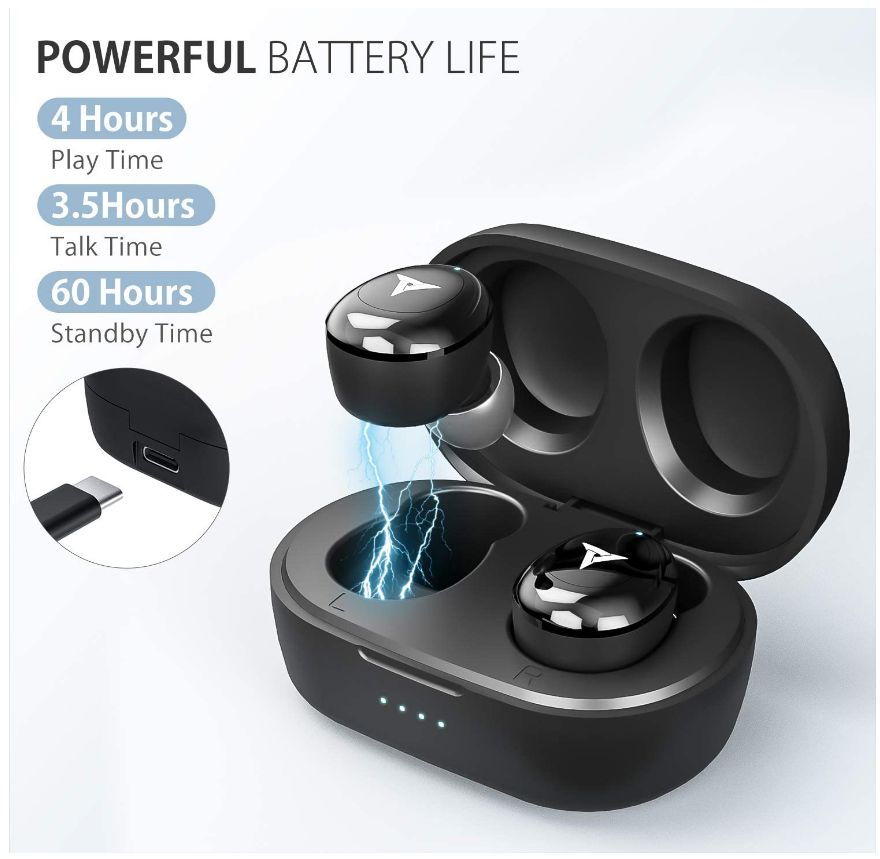 POWERFUL BATTERY LIFE
4 Hours
Play Time
3.5Hours
Talk Time
60 Hours
Standby Time
L
R